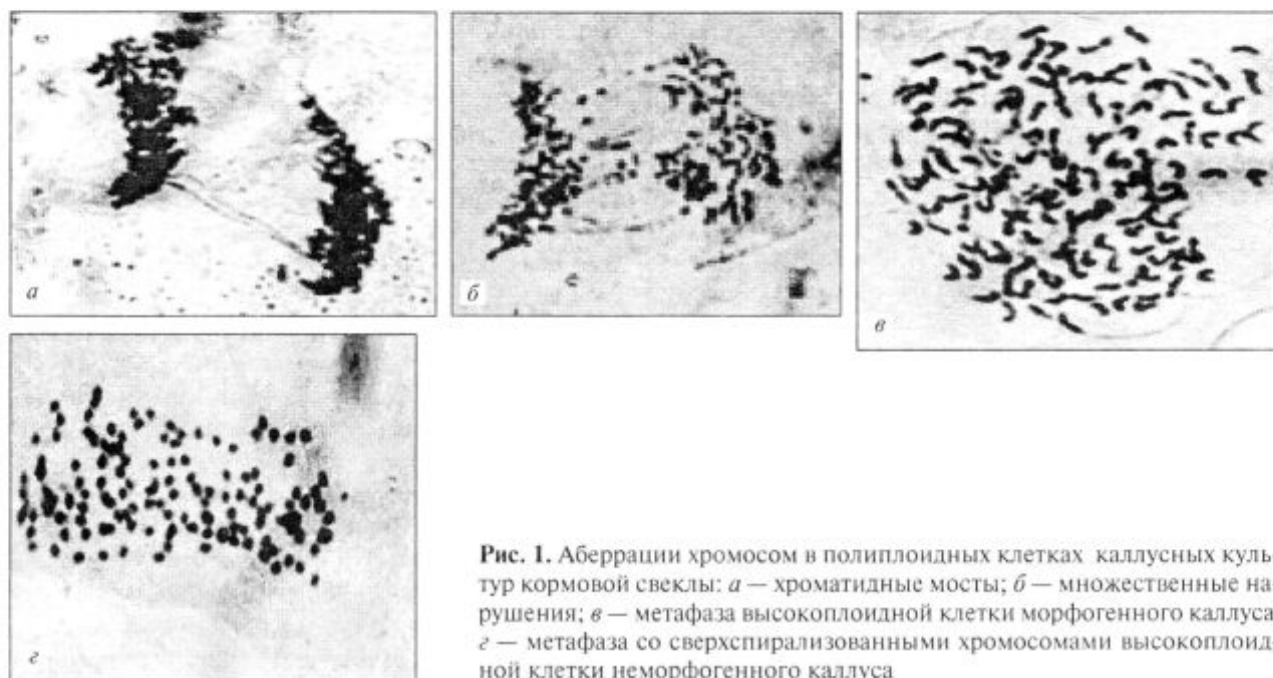 а
б
в
г
Рис. 1. Аберрации хромосом в полиплоидных клетках каллусных куль-
тур кормовой свеклы: а — хроматидные мосты; б — множественные на-
рушения; в — метафаза высокоплоидной клетки морфогенного каллуса
г — метафаза со сверхспирализованными хромосомами высокоплоид-
ной клетки неморфогенного каллуса